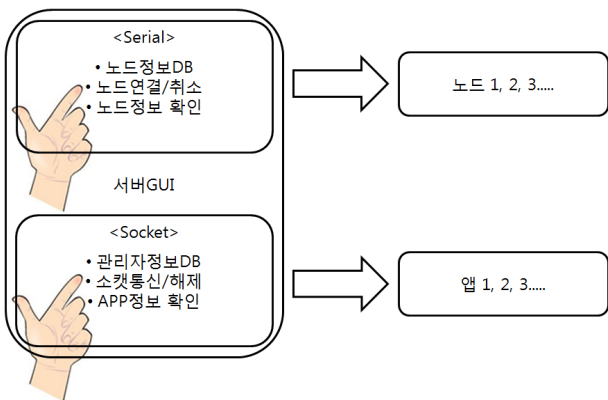 <Serial>
• 노드정보DB
• 노드연결/취소
• 노드정보 확인
노드 1, 2, 3.....
서버GUI
<Socket>
• 관리자정보DB
• 소캣통신/해제
• APP정보 확인
앱 1, 2, 3.....